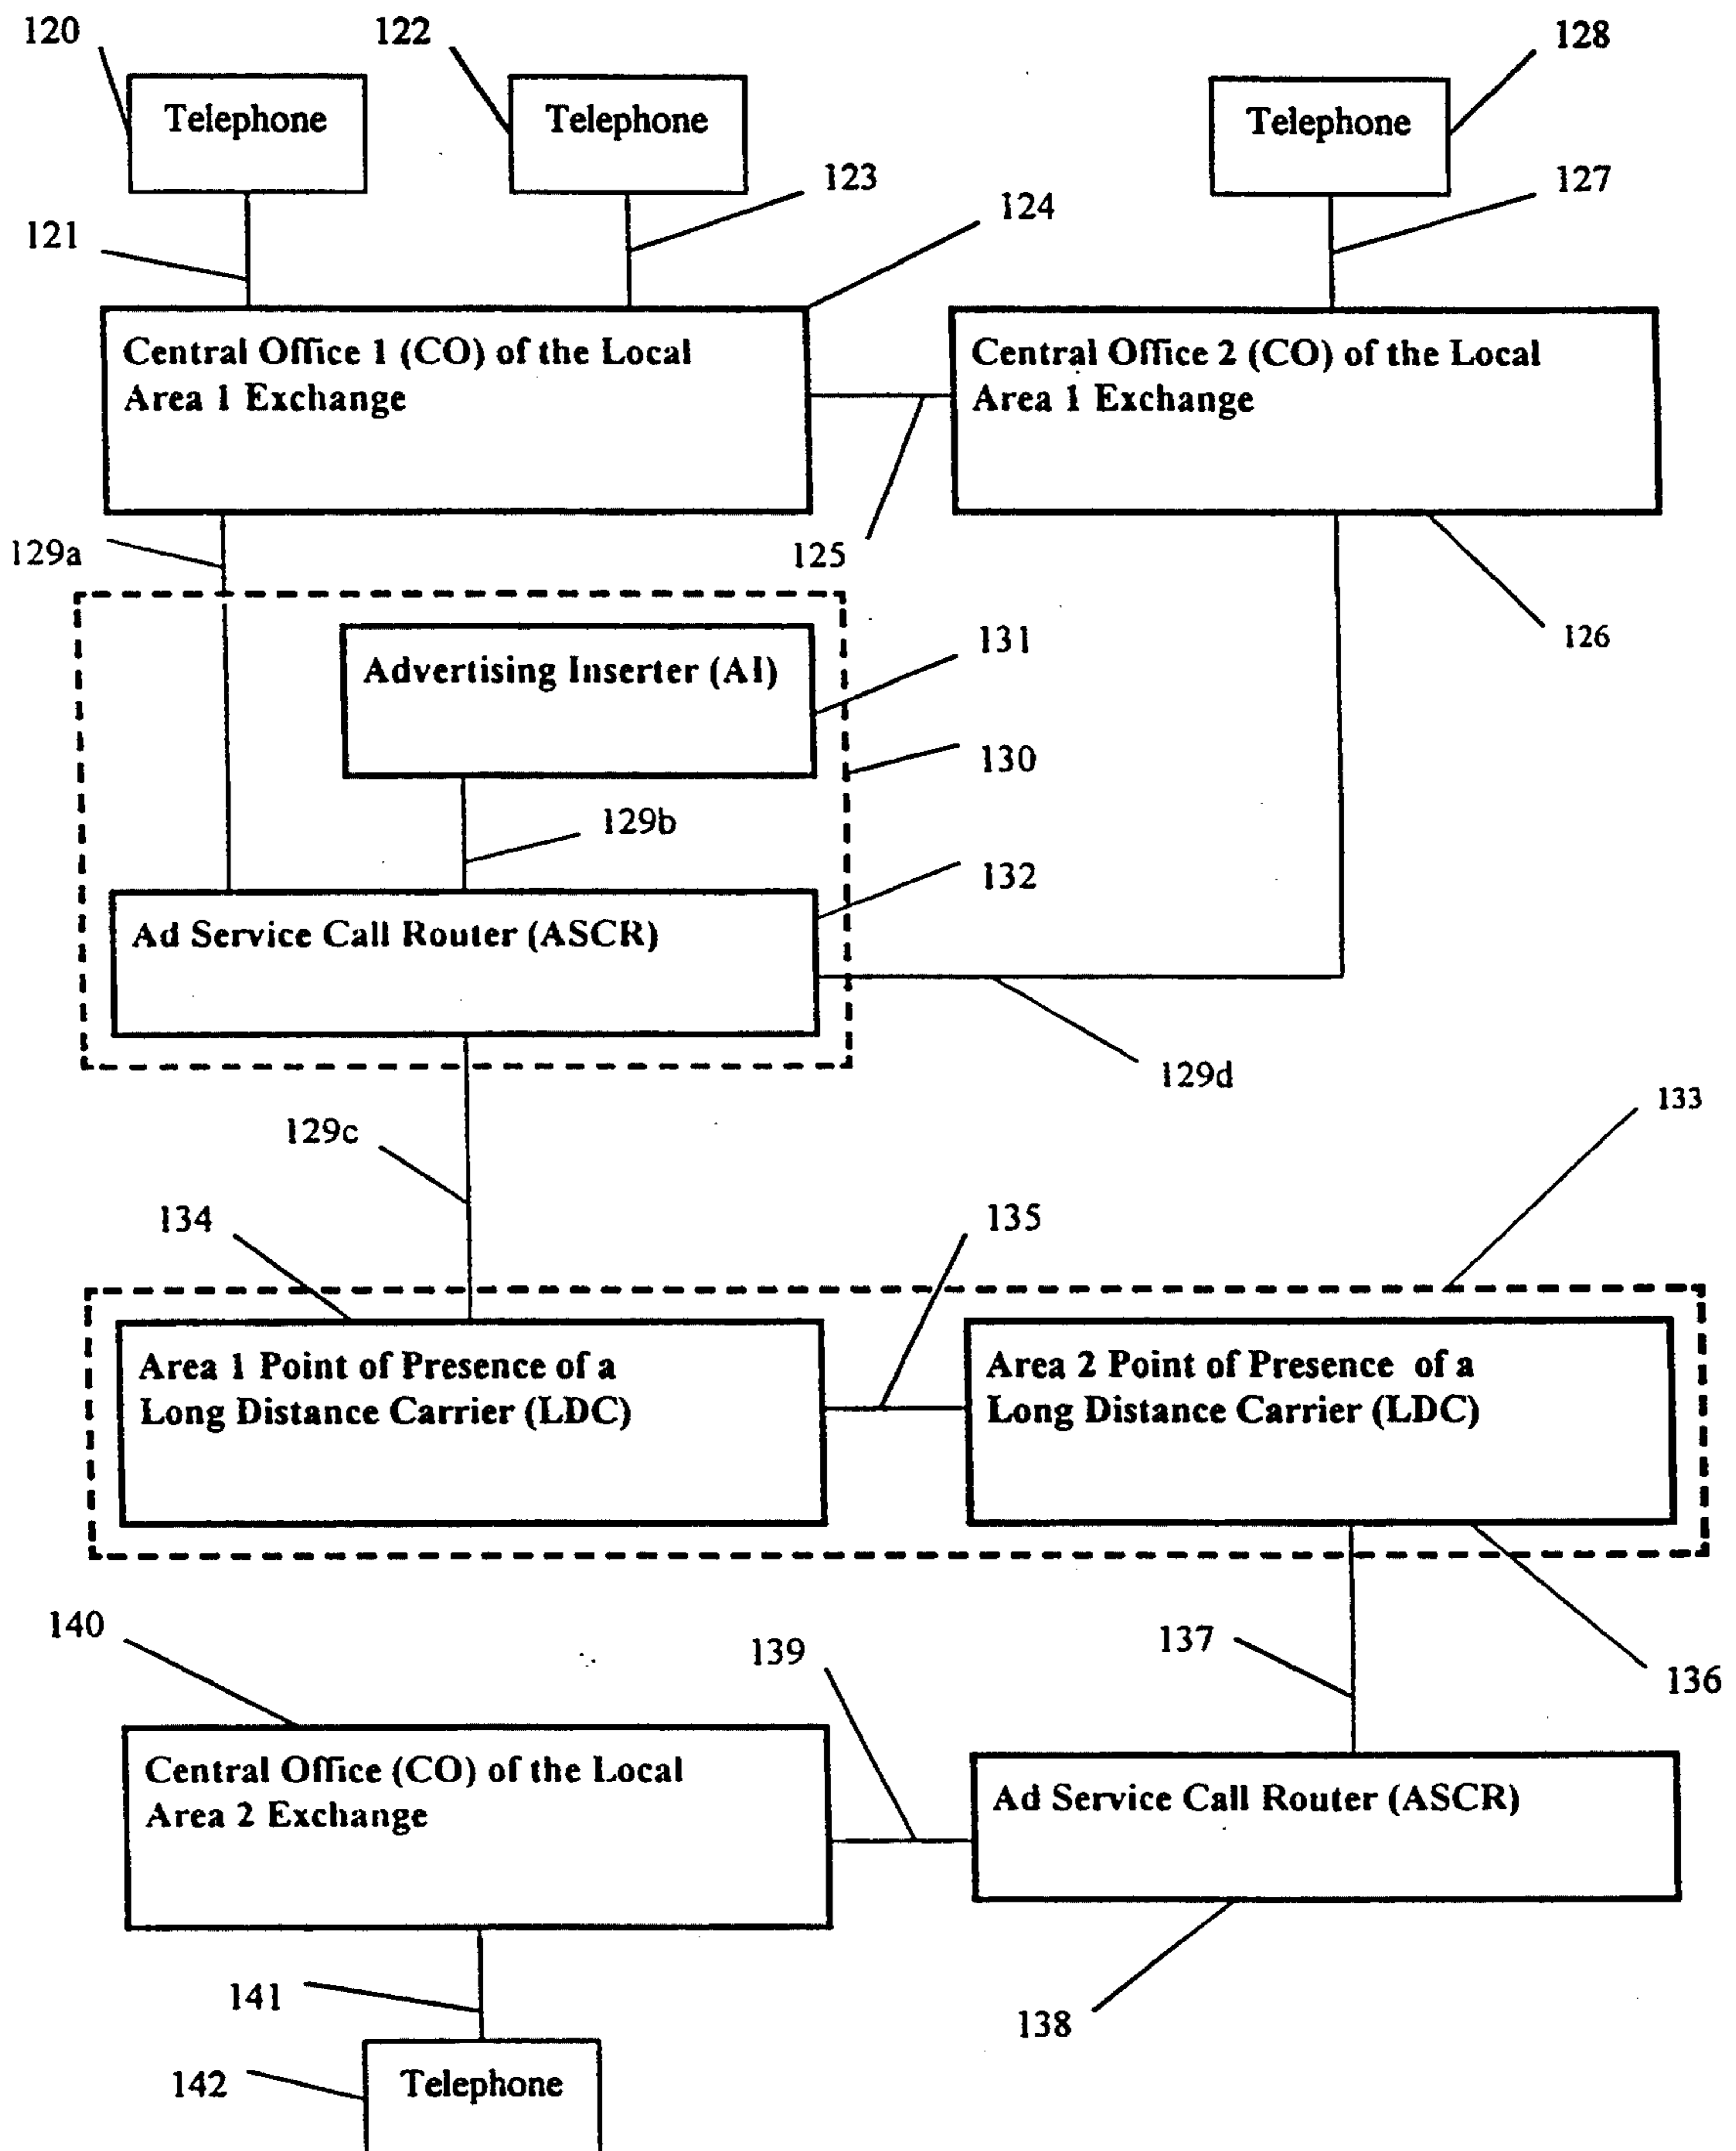 120
122
128
Telephone
Telephone
Telephone
123
127
124
121
Central Office 1 (CO) of the Local
Area 1 Exchange
Central Office 2 (CO) of the Local
Area 1 Exchange
129a
125
126
131
Advertising Inserter (AI)
130
129b
132
Ad Service Call Router (ASCR)
129d
133
129c
134
135
Area 1 Point of Presence of a
Long Distance Carrier (LDC)
Area 2 Point of Presence of a
Long Distance Carrier (LDC)
140
139
137
136
Central Office (CO) of the Local
Area 2 Exchange
Ad Service Call Router (ASCR)
141
138
142
Telephone